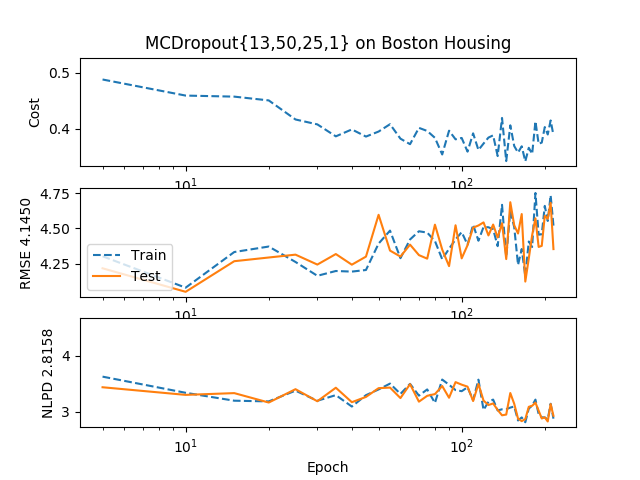 MCDropout{13,50,25,1} on Boston Housing
0.5
0.4
Cost
10^1
10^2
4.75
4.50
4.25
RMSE 4.1450
Train
Test
10^1
10^2
4
3
NLPD 2.8158
10^1
10^2
Epoch